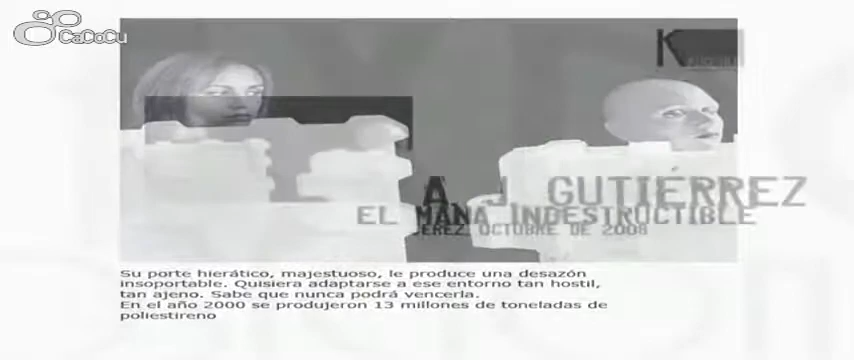 CaCoCu
K
A J GUTIÉRREZ
EL MANA INDESTRUCTIBLE
JEREZ, OCTUBRE DE 2008
Su porte hierático, majestuoso, le produce una desazón
insoportable. Quisiera adaptarse a ese entorno tan hostil,
tan ajeno. Sabe que nunca podrá vencerla.
En el año 2000 se produjeron 13 millones de toneladas de
poliestireno